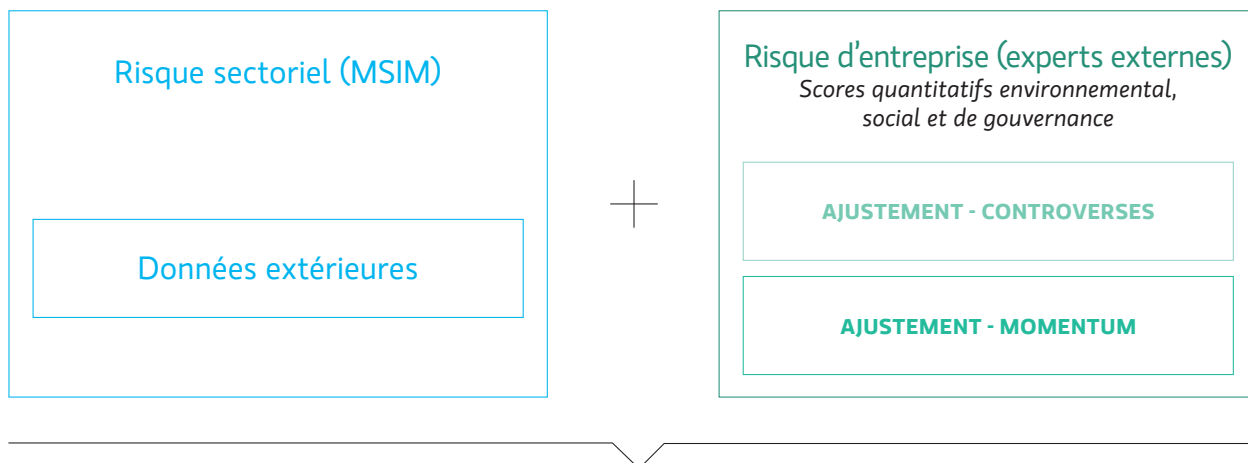 Risque sectoriel (MSIM)
Données extérieures
Risque d'entreprise (experts externes)
Scores quantitatifs environnemental,
social et de gouvernance
AJUSTEMENT - CONTROVERSES
AJUSTEMENT - MOMENTUM